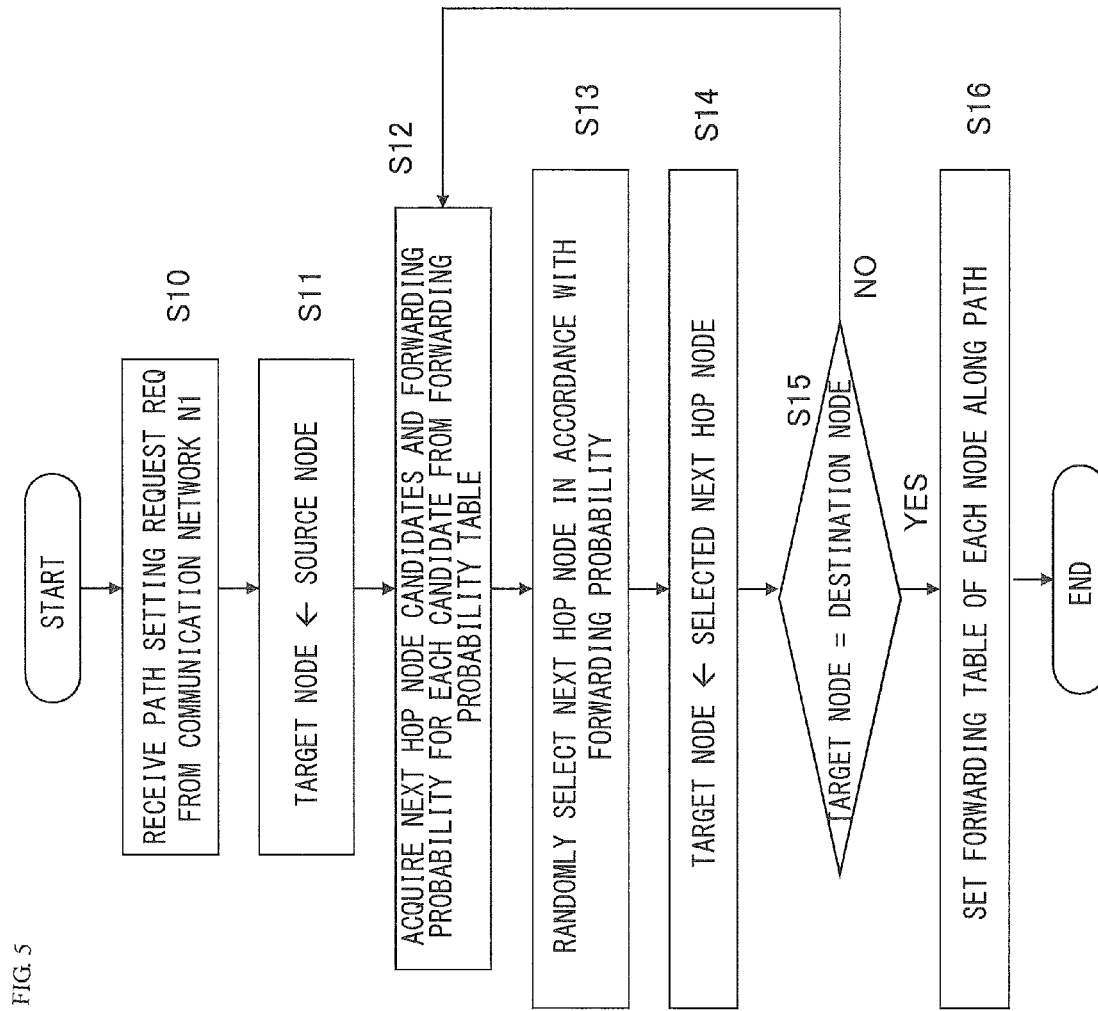 FIG. 5
START
RECEIVE PATH SETTING REQUEST REQ
FROM COMMUNICATION NETWORK N1
S10
TARGET NODE ← SOURCE NODE
S11
ACQUIRE NEXT HOP NODE CANDIDATES AND FORWARDING
PROBABILITY FOR EACH CANDIDATE FROM FORWARDING
PROBABILITY TABLE
S12
RANDOMLY SELECT NEXT HOP NODE IN ACCORDANCE WITH
FORWARDING PROBABILITY
S13
TARGET NODE ← SELECTED NEXT HOP NODE
S14
TARGET NODE = DESTINATION NODE
S15
NO
YES
SET FORWARDING TABLE OF EACH NODE ALONG PATH
S16
END